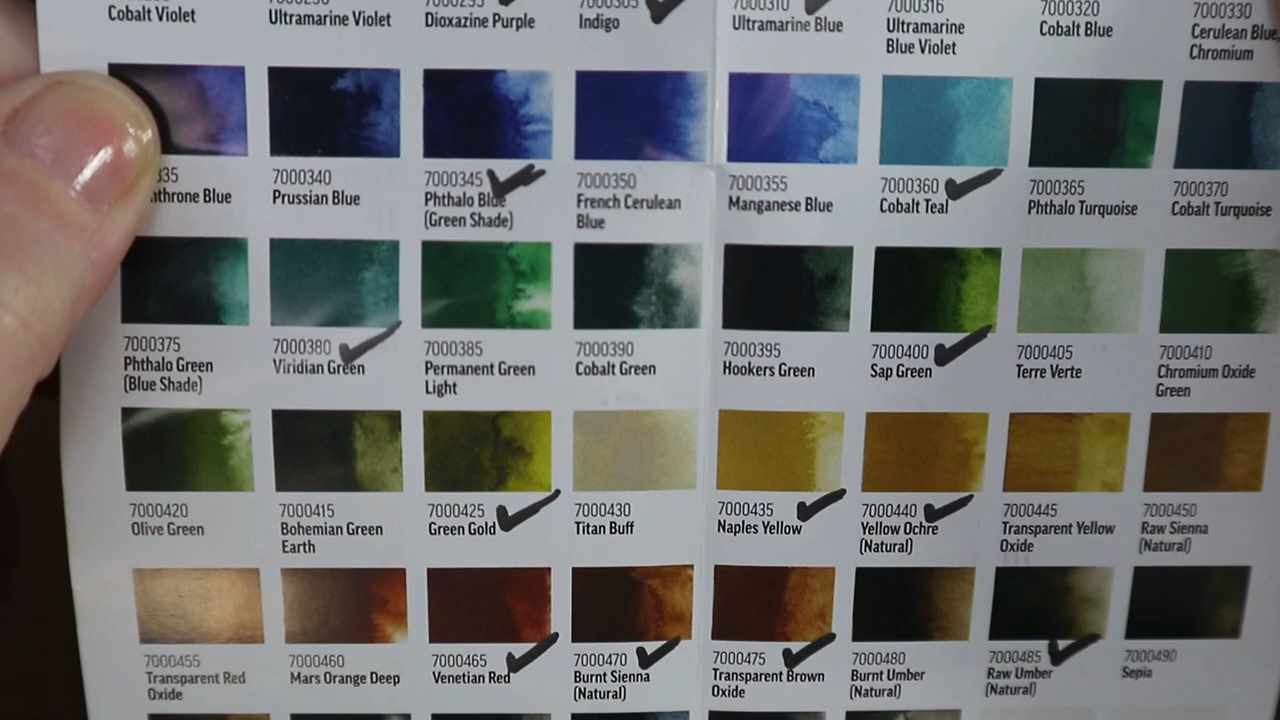 Cobalt Violet
Ultramarine Violet
Dioxazine Purple
Indigo
7000310
Ultramarine Blue
7000316
Ultramarine
Blue Violet
7000320
Cobalt Blue
7000330
Cerulean Blue
Chromium
335
throne Blue
7000340
Prussian Blue
7000345
Phthalo Blue
(Green Shade)
7000350
French Cerulean
Blue
7000355
Manganese Blue
7000360
Cobalt Teal
7000365
Phthalo Turquoise
7000370
Cobalt Turquoise
7000375
Phthalo Green
(Blue Shade)
7000380
Viridian Green
7000385
Permanent Green
Light
7000390
Cobalt Green
7000395
Hookers Green
7000400
Sap Green
7000405
Terre Verte
7000410
Chromium Oxide
Green
7000420
Olive Green
7000415
Bohemian Green
Earth
7000425
Green Gold
7000430
Titan Buff
7000435
Naples Yellow
7000440
Yellow Ochre
(Natural)
7000445
Transparent Yellow
Oxide
7000450
Raw Sienna
(Natural)
7000455
Transparent Red
Oxide
7000460
Mars Orange Deep
7000465
Venetian Red
7000470
Burnt Sienna
(Natural)
7000475
Transparent Brown
Oxide
7000480
Burnt Umber
(Natural)
7000485
Raw Umber
(Natural)
7000490
Sepia